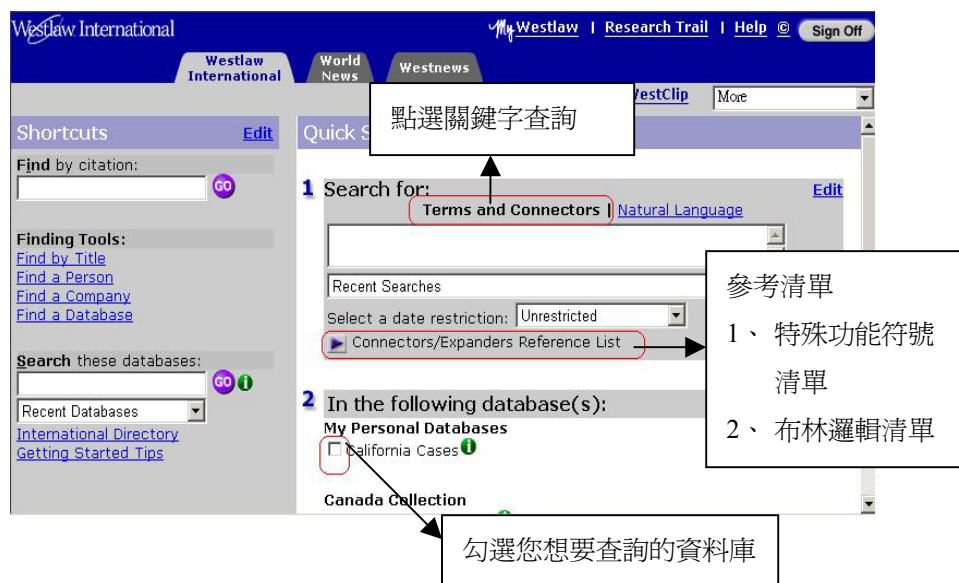 Westlaw International
My Westlaw | Research Trail | Help © Sign Off
Westlaw International
World News
Westnews
WestClip
More
點選關鍵字查詢
Shortcuts Edit
Find by citation:
GO
Finding Tools:
Find by Title
Find a Person
Find a Company
Find a Database
Search these databases:
GO
Recent Databases
International Directory
Getting Started Tips
Quick S
1 Search for: Edit
Terms and Connectors | Natural Language
Recent Searches
Select a date restriction: Unrestricted
Connectors/Expanders Reference List
參考清單
1、 特殊功能符號
清單
2、 布林邏輯清單
2 In the following database(s):
My Personal Databases
California Cases
Canada Collection
勾選您想要查詢的資料庫